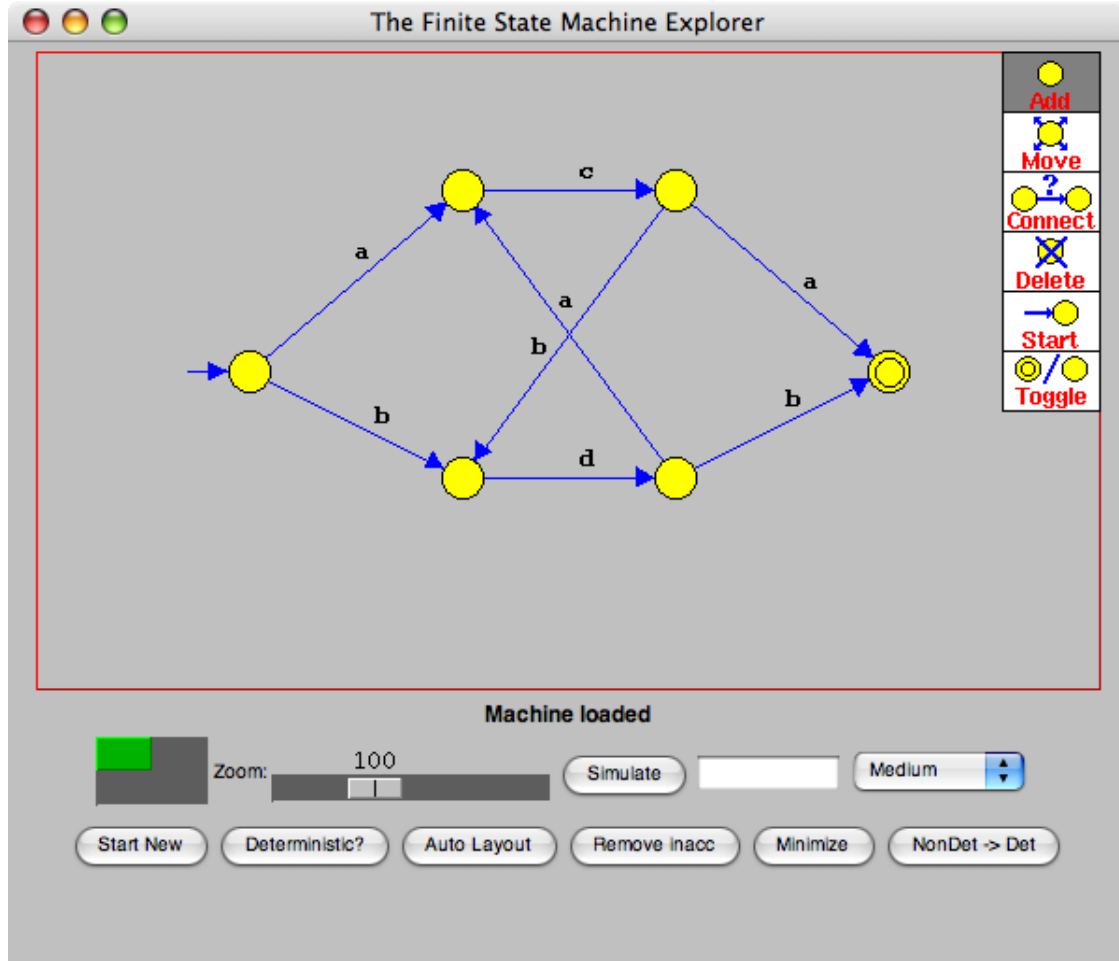 The Finite State Machine Explorer
Add
Move
?
Connect
Delete
Start
/
Toggle
c
a
a
a
b
b
b
d
Machine loaded
Zoom:
100
Simulate
Medium
Start New
Deterministic?
Auto Layout
Remove inacc
Minimize
NonDet -> Det